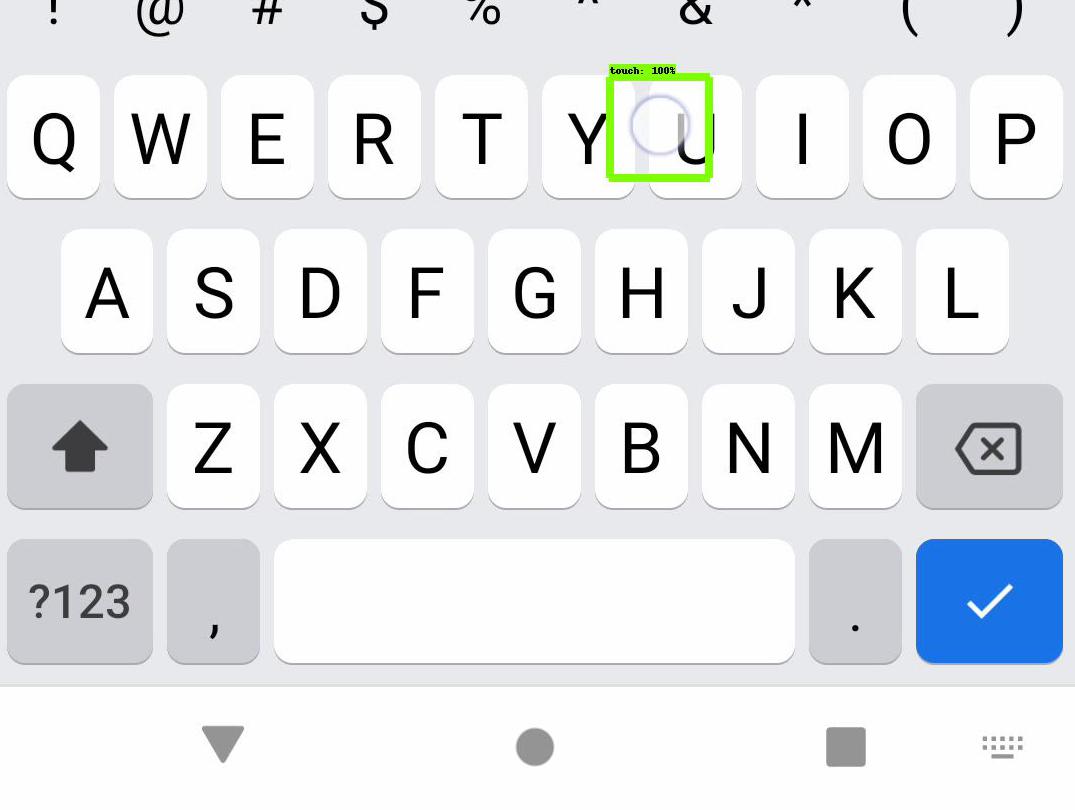 ! @ # $ % ^ & * ( )
touch: 100%
Q W E R T Y U I O P
A S D F G H J K L
Z X C V B N M
?123 , .